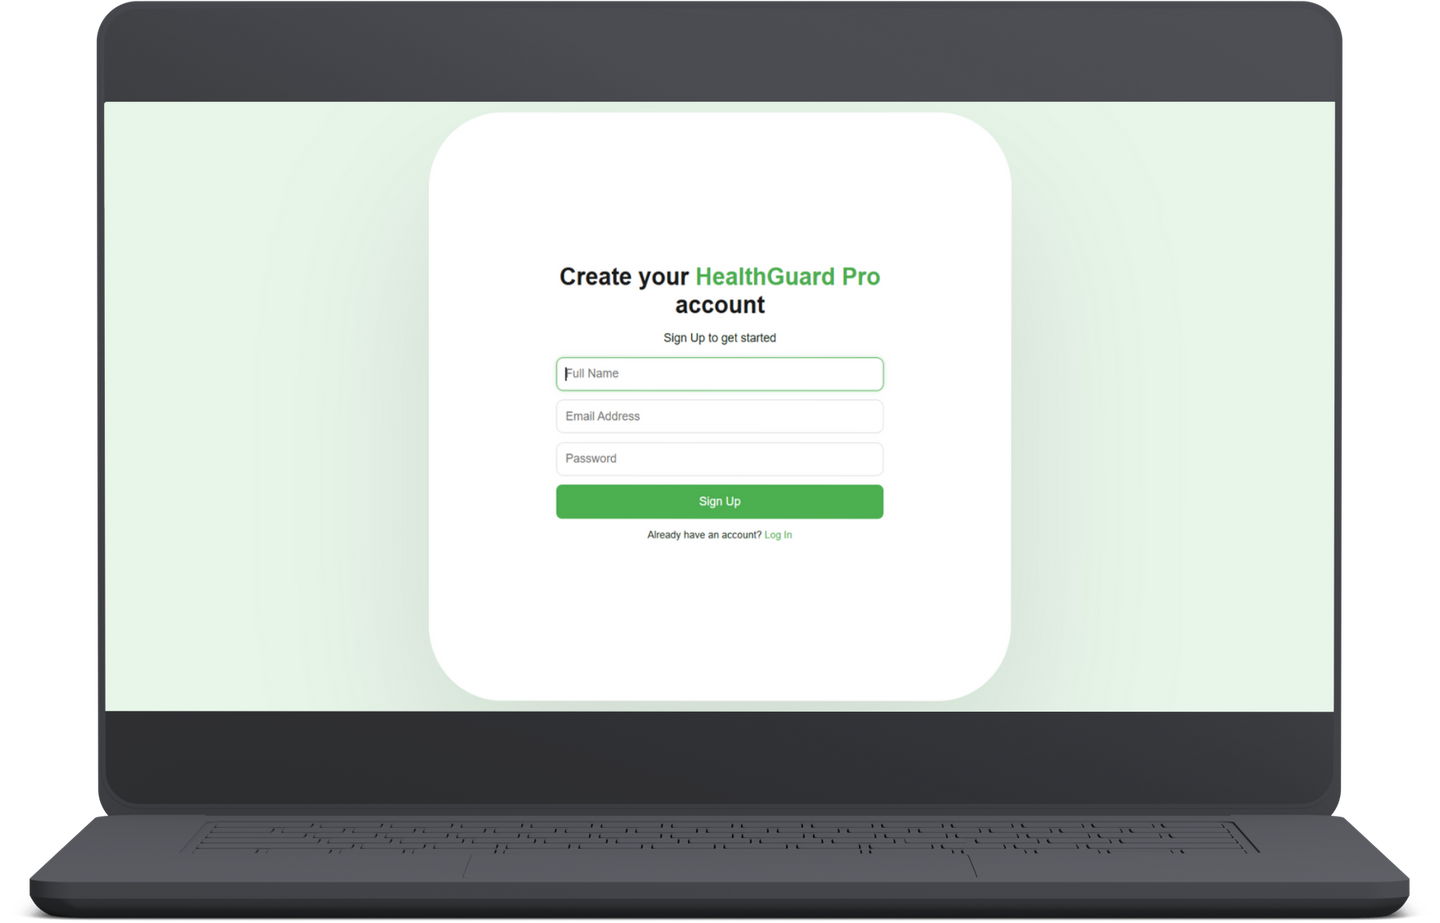 Create your HealthGuard Pro
account
Sign Up to get started
Full Name
Email Address
Password
Sign Up
Already have an account? Log In